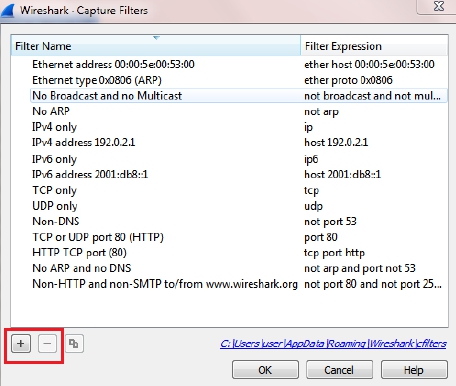 Wireshark - Capture Filters
Filter Name Filter Expression
Ethernet address 00:00:5e:00:53:00 ether host 00:00:5e:00:53:00
Ethernet type 0x0806 (ARP) ether proto 0x0806
No Broadcast and no Multicast not broadcast and not mul...
No ARP not arp
IPv4 only ip
IPv4 address 192.0.2.1 host 192.0.2.1
IPv6 only ip6
IPv6 address 2001:db8::1 host 2001:db8::1
TCP only tcp
UDP only udp
Non-DNS not port 53
TCP or UDP port 80 (HTTP) port 80
HTTP TCP port (80) tcp port http
No ARP and no DNS not arp and port not 53
Non-HTTP and non-SMTP to/from www.wireshark.org not port 80 and not port 25...
C:\Users\user\AppData\Roaming\Wireshark\cfilters
OK Cancel Help